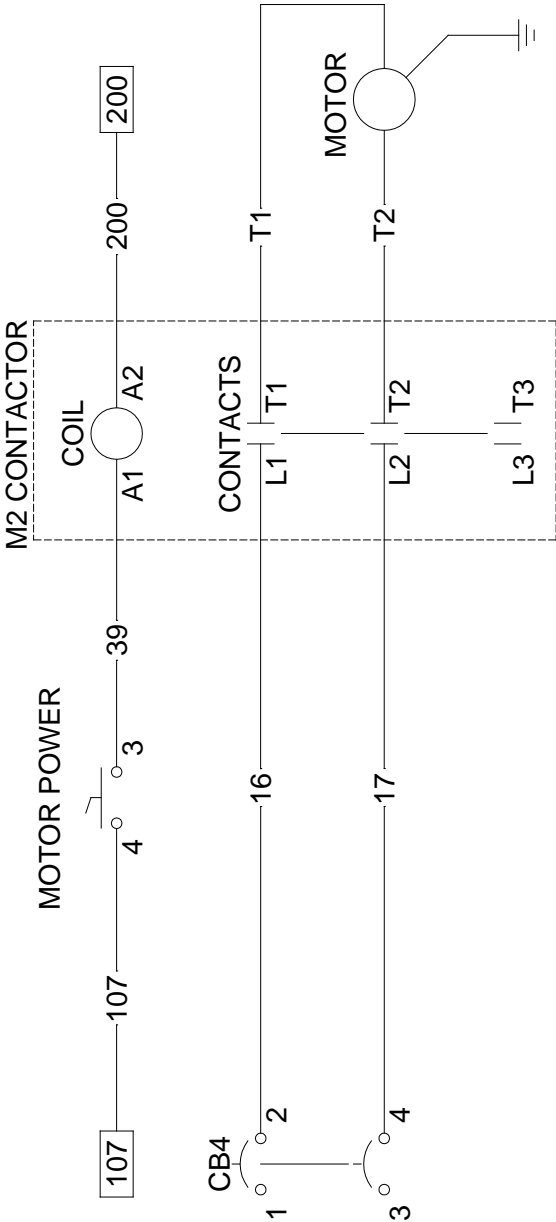 M2 CONTACTOR
MOTOR POWER
COIL
107
107
4
3
39
A1
A2
200
200
CB4
CONTACTS
1
2
16
L1
T1
T1
MOTOR
3
4
17
L2
T2
T2
L3
T3